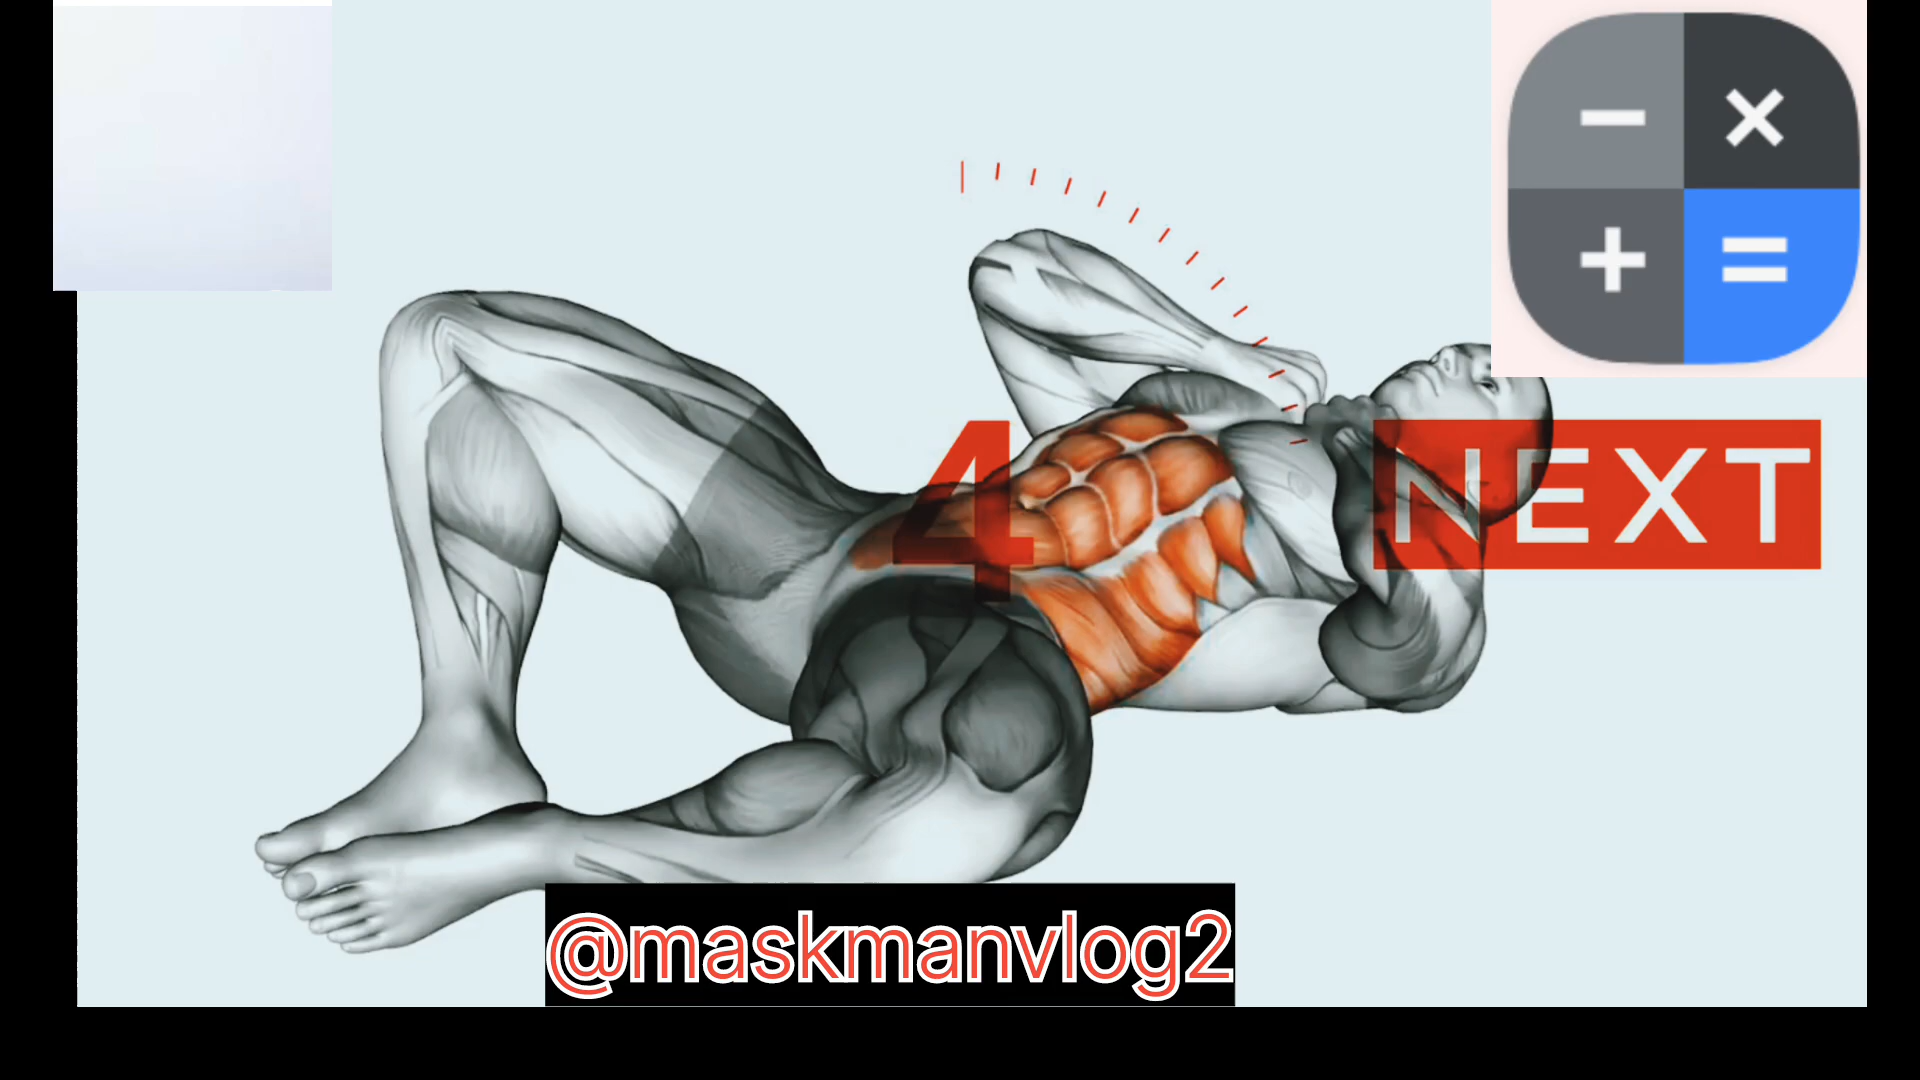 − ×
+ =
4
NEXT
@maskmanvlog2